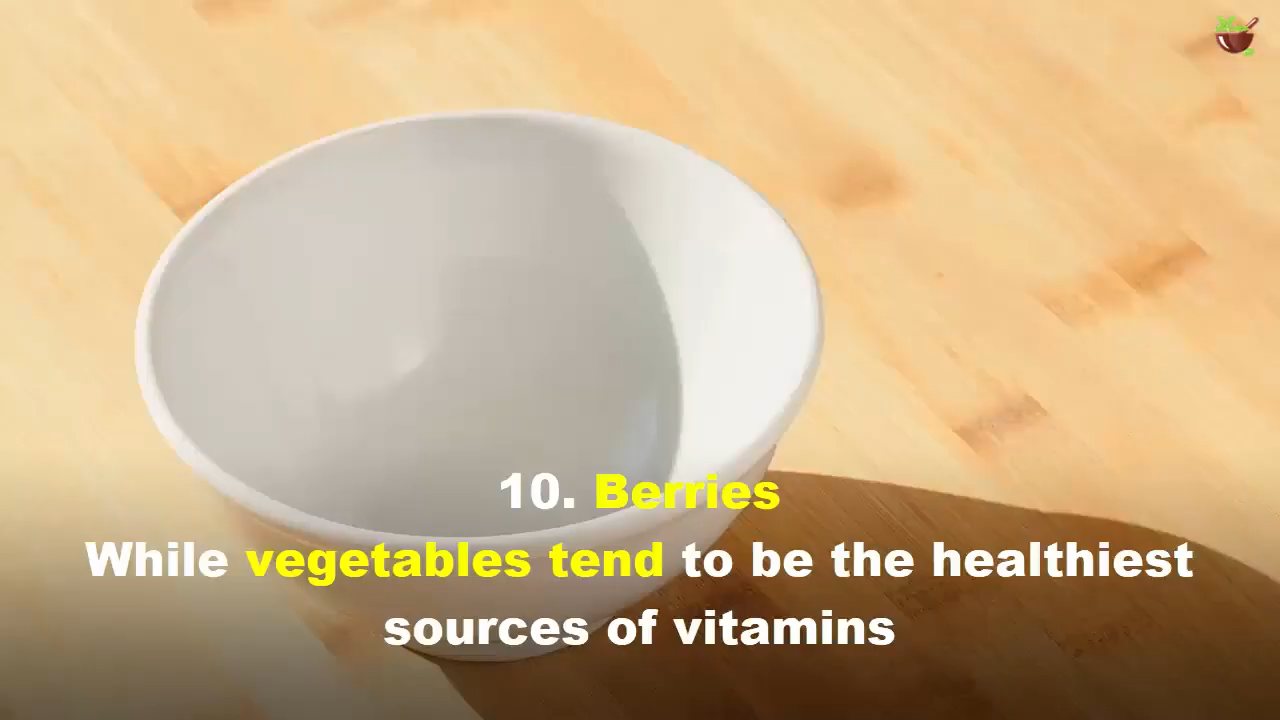 10. Berries
While vegetables tend to be the healthiest
sources of vitamins